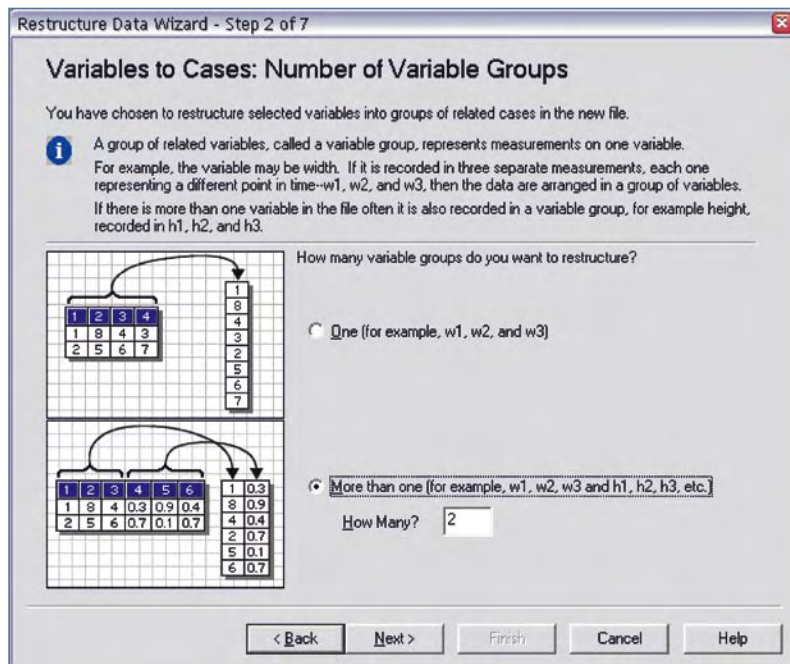 Restructure Data Wizard - Step 2 of 7
Variables to Cases: Number of Variable Groups
You have chosen to restructure selected variables into groups of related cases in the new file.
A group of related variables, called a variable group, represents measurements on one variable.
For example, the variable may be width. If it is recorded in three separate measurements, each one
representing a different point in time--w1, w2, and w3, then the data are arranged in a group of variables.
If there is more than one variable in the file often it is also recorded in a variable group, for example height,
recorded in h1, h2, and h3.
How many variable groups do you want to restructure?
1 2 3 4
1 8 4 3
2 5 6 7
1
8
4
3
2
5
6
7
One (for example, w1, w2, and w3)
1 2 3 4 5 6
1 8 4 0.3 0.9 0.4
2 5 6 0.7 0.1 0.7
1 0.3
8 0.9
4 0.4
2 0.7
5 0.1
6 0.7
More than one (for example, w1, w2, w3 and h1, h2, h3, etc.)
How Many? 2
< Back Next > Finish Cancel Help